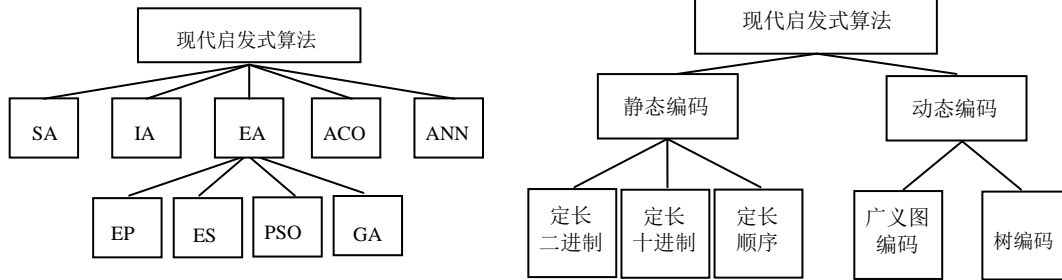 现代启发式算法
SA
IA
EA
ACO
ANN
EP
ES
PSO
GA
现代启发式算法
静态编码
动态编码
定长
二进制
定长
十进制
定长
顺序
广义图
编码
树编码